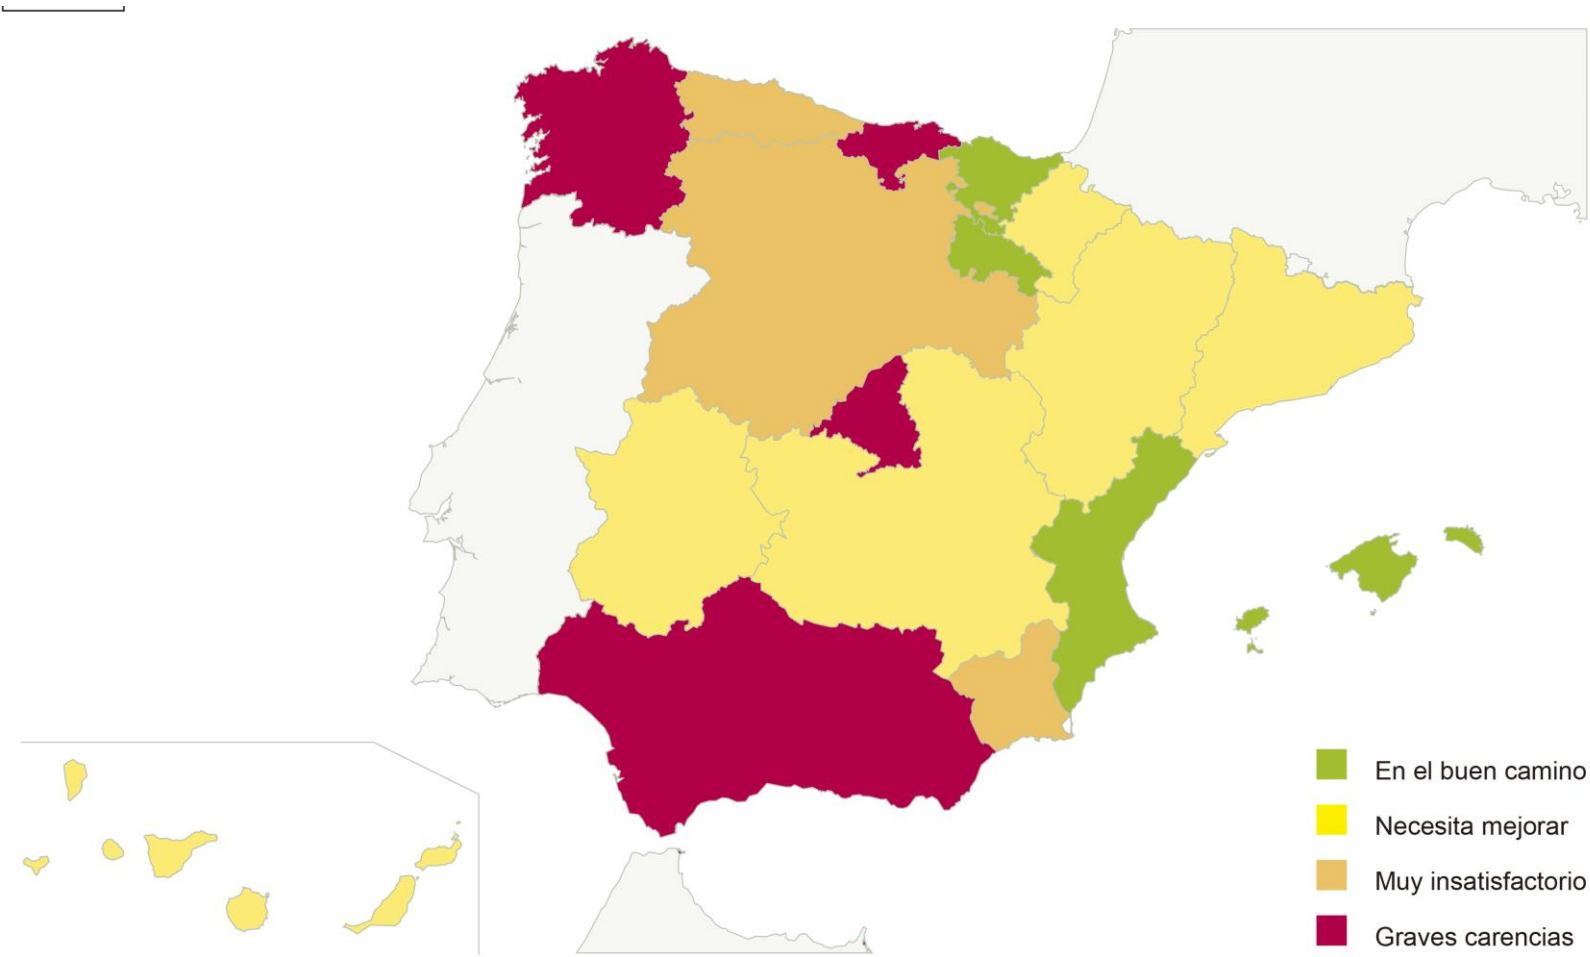 En el buen camino
Necesita mejorar
Muy insatisfactorio
Graves carencias